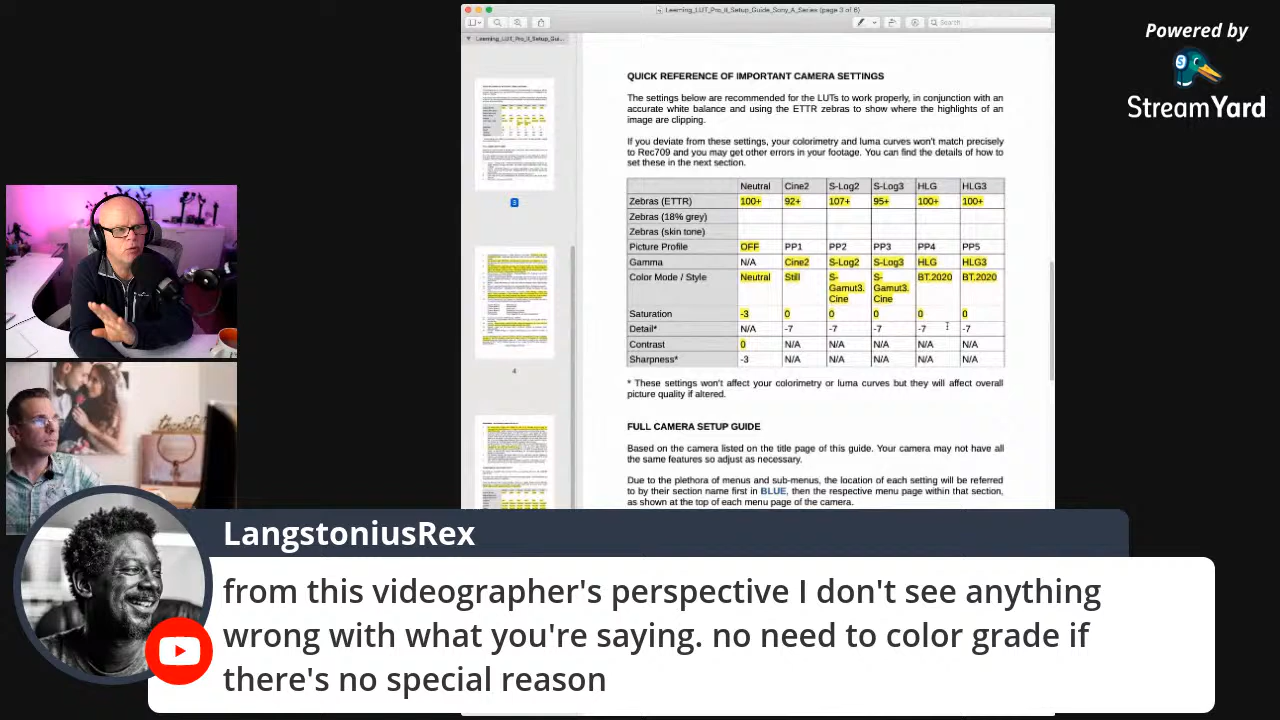 Learning_LUT_Pro_II_Setup_Guide_Sony_A_Series (page 3 of 6)
Search
Learning_LUT_Pro_II_Setup_Gui...
3
4
QUICK REFERENCE OF IMPORTANT CAMERA SETTINGS
The settings below are recommended for the LUTs to work properly, in conjunction with an
accurate white balance and using the ETTR zebras to show where the highlights of an
image are clipping.
If you deviate from these settings, your colorimetry and luma curves won't match precisely
to Rec709 and you may get other errors in your footage. You can find the details of how to
set these in the next section.
Neutral Cine2 S-Log2 S-Log3 HLG HLG3
Zebras (ETTR) 100+ 92+ 107+ 95+ 100+ 100+
Zebras (18% grey)
Zebras (skin tone)
Picture Profile OFF PP1 PP2 PP3 PP4 PP5
Gamma N/A Cine2 S-Log2 S-Log3 HLG HLG3
Color Mode / Style Neutral Still S- S- BT.2020 BT.2020
Gamut3. Gamut3.
Cine Cine
Saturation -3 0 0 0 0
Detail* N/A -7 -7 -7 -7 -7
Contrast 0 N/A N/A N/A N/A N/A
Sharpness* -3 N/A N/A N/A N/A N/A
* These settings won't affect your colorimetry or luma curves but they will affect overall
picture quality if altered.
FULL CAMERA SETUP GUIDE
Based on the camera listed on the title page of this guide. Your camera may not have all
the same features so adjust as necessary.
Due to the plethora of menus and sub-menus, the location of each setting will be referred
to by their section name first in BLUE, then the respective menu page within that section,
as shown at the top of each menu page of the camera.
Powered by
S
StreamYard
LangstoniusRex
from this videographer's perspective I don't see anything
wrong with what you're saying. no need to color grade if
there's no special reason